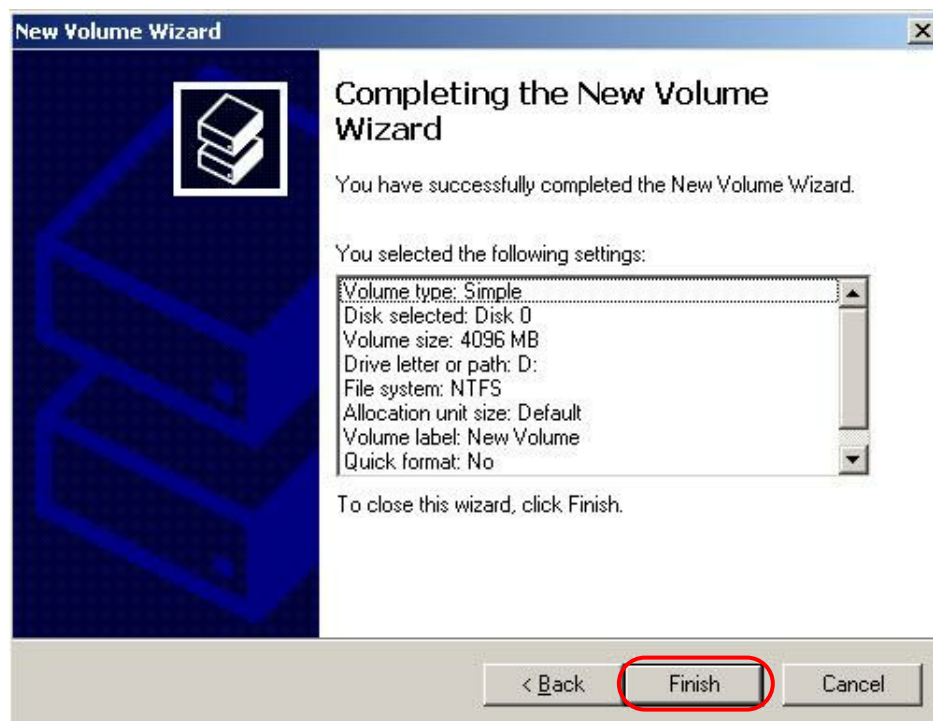 New Volume Wizard
Completing the New Volume
Wizard
You have successfully completed the New Volume Wizard.
You selected the following settings:
Volume type: Simple
Disk selected: Disk 0
Volume size: 4096 MB
Drive letter or path: D:
File system: NTFS
Allocation unit size: Default
Volume label: New Volume
Quick format: No
To close this wizard, click Finish.
< Back
Finish
Cancel